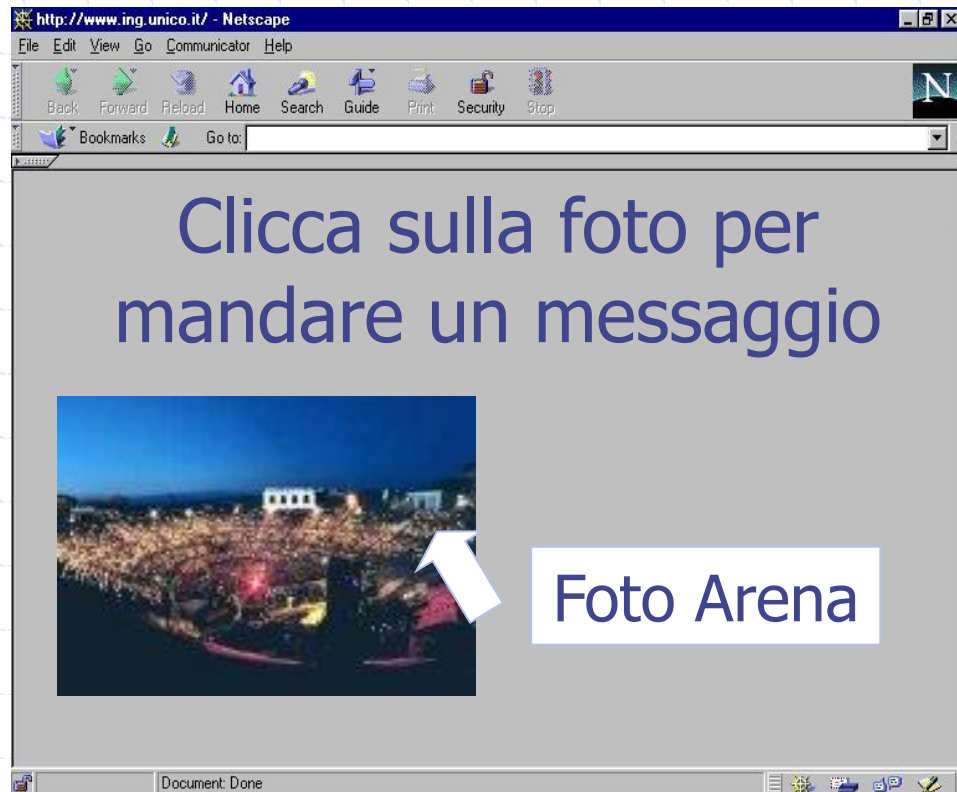 http://www.ing.unico.it/ - Netscape
File Edit View Go Communicator Help
Back Forward Reload Home Search Guide Print Security Stop
N
Bookmarks Go to:
Clicca sulla foto per
mandare un messaggio
Foto Arena
Document: Done